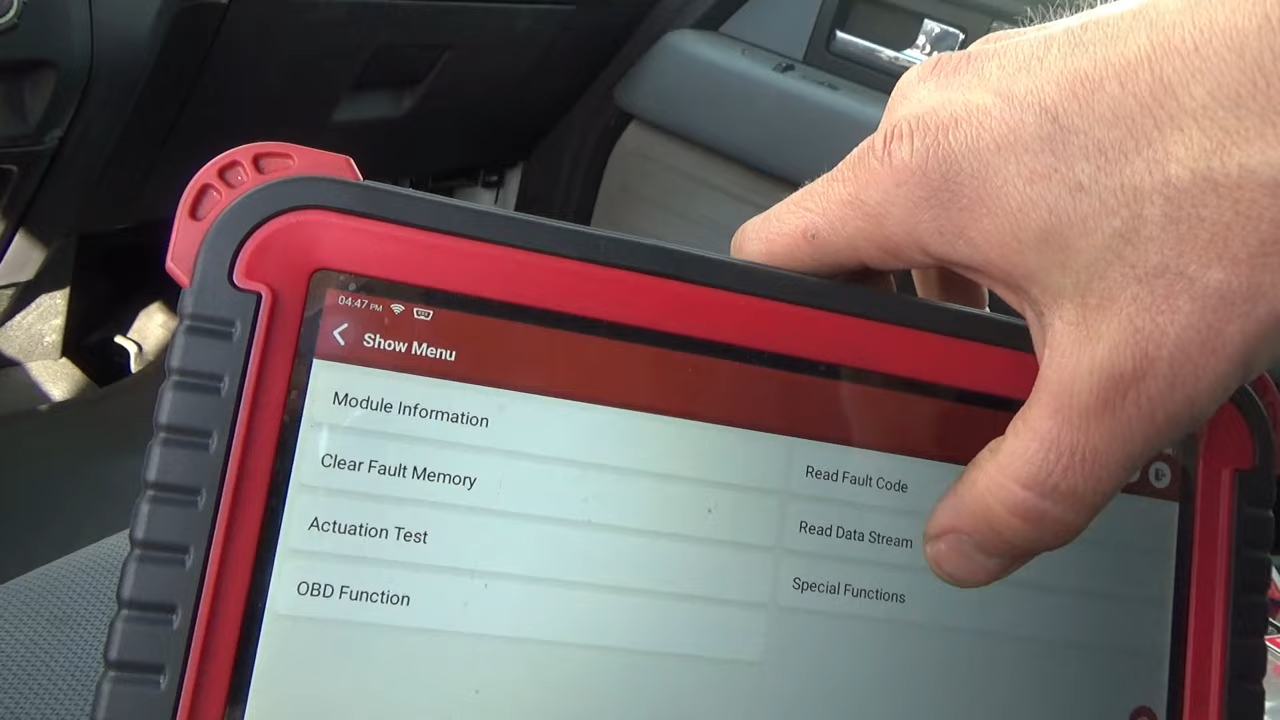 04:47 PM
Show Menu
Module Information
Read Fault Code
Clear Fault Memory
Read Data Stream
Actuation Test
Special Functions
OBD Function